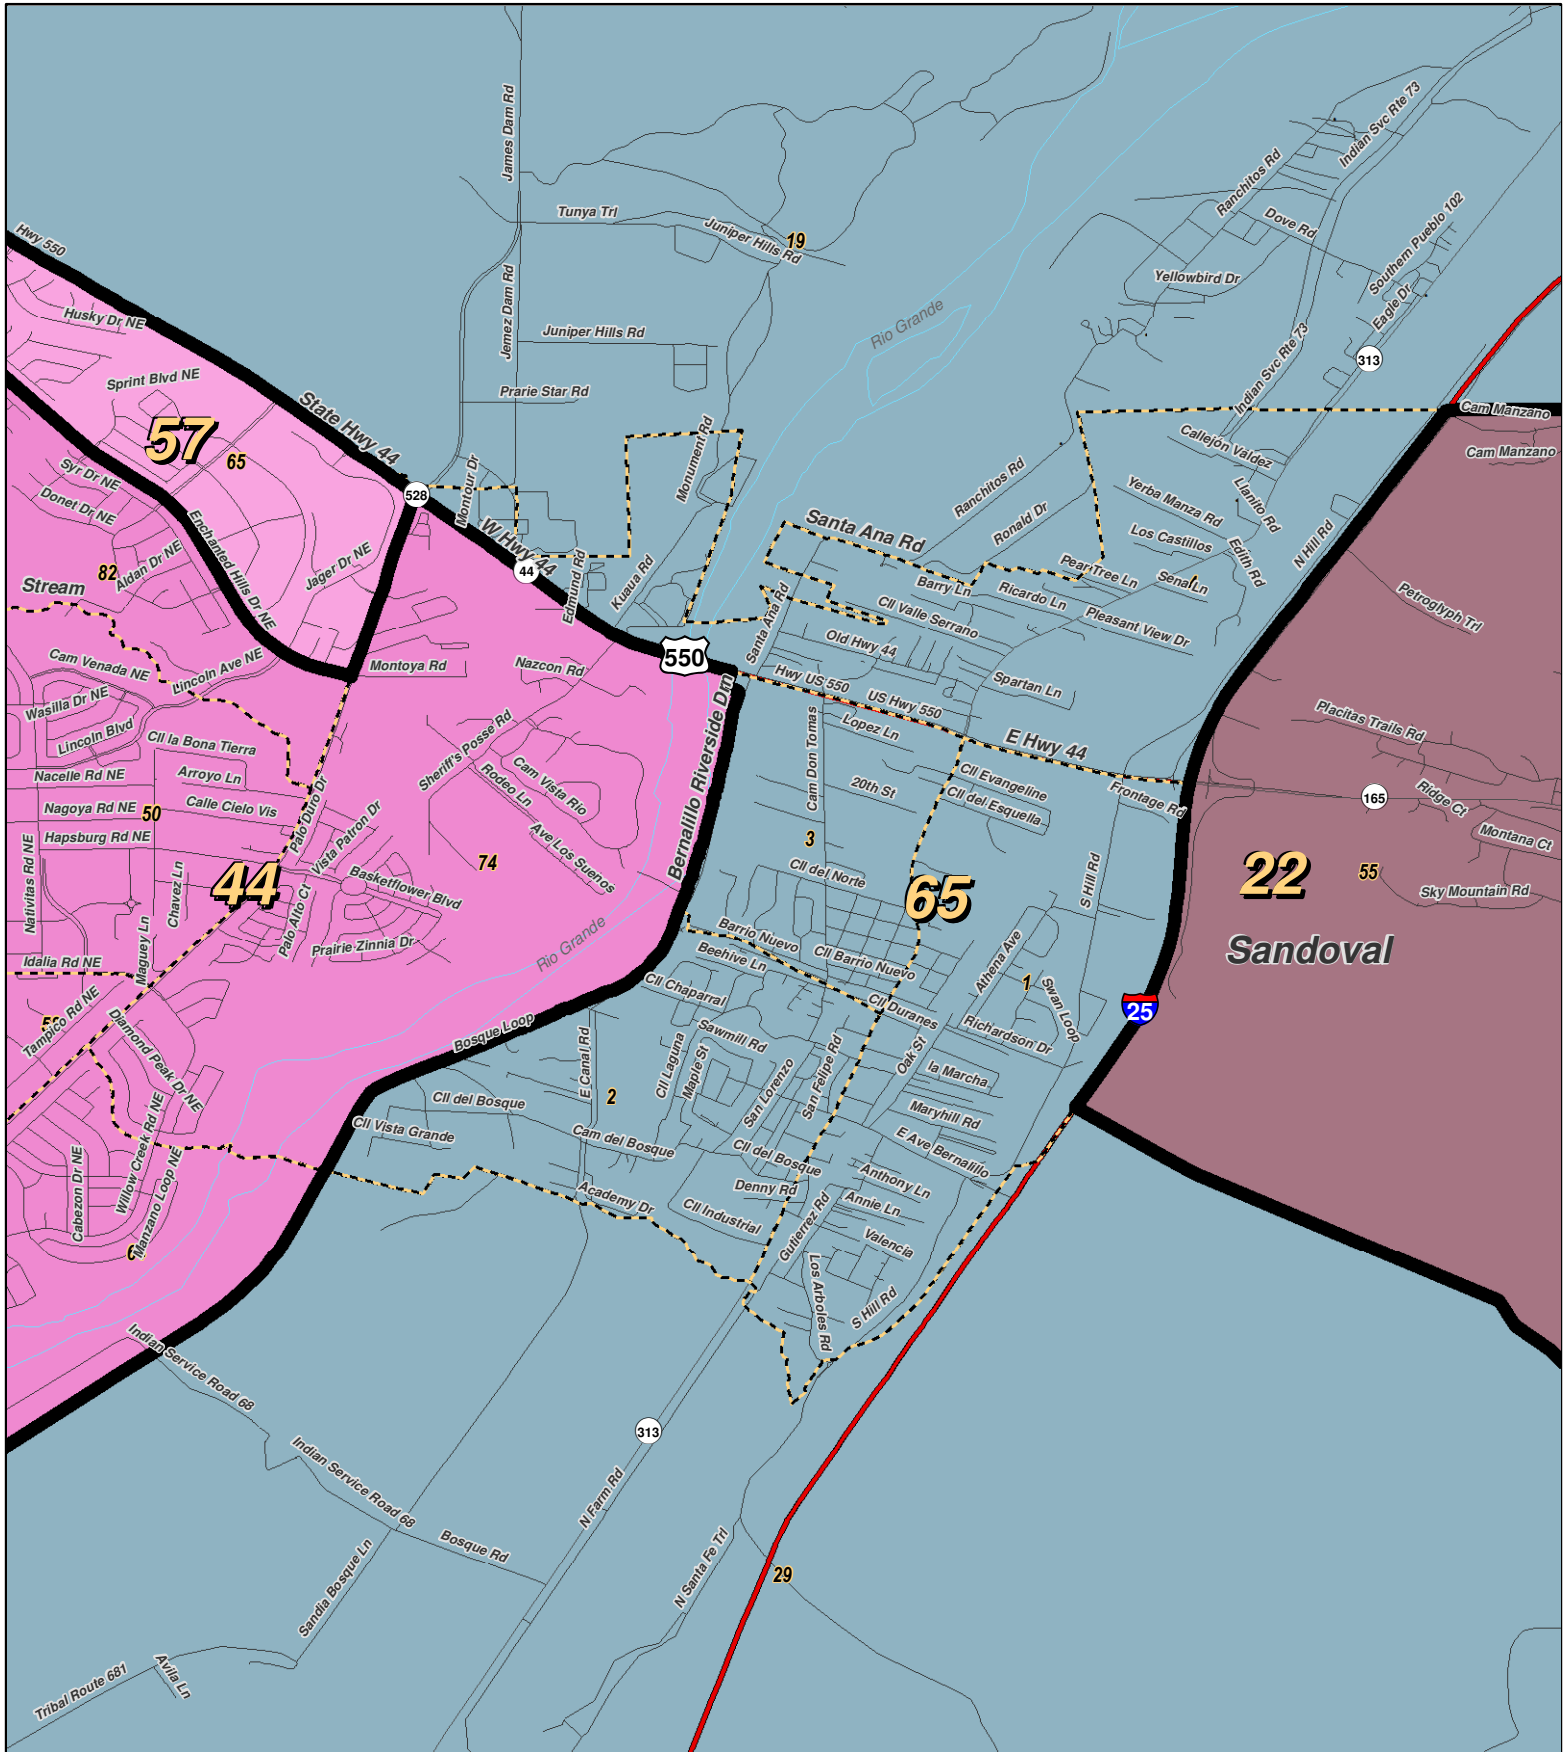 James Dam Rd
Indian Svc Rte 73
Ranchitos Rd
Tunya Trl
Juniper Hills Rd
19
Dove Rd
Southern Pueblo 102
Hwy 550
Yellowbird Dr
Eagle Dr
Jemez Dam Rd
Husky Dr NE
Juniper Hills Rd
Rio Grande
Indian Svc Rte 73
313
Sprint Blvd NE
Prarie Star Rd
State Hwy 44
Cam Manzano
57
65
Monument Rd
Callejón Valdez
Cam Manzano
Syr Dr NE
528
Montour Dr
Ranchitos Rd
Yerba Manza Rd
Llanito Rd
Donet Dr NE
Enchanted Hills Dr NE
W Hwy 44
Santa Ana Rd
Ronald Dr
Los Castillos
N Hill Rd
Jager Dr NE
44
Edith Rd
82
Aldan Dr NE
Edmund Rd
Kuaua Rd
Pear Tree Ln
Sena Ln
Stream
Barry Ln
Ricardo Ln
Petroglyph Trl
Cll Valle Serrano
Pleasant View Dr
Santa Ana Rd
Old Hwy 44
Cam Venada NE
Lincoln Ave NE
Montoya Rd
Nazcon Rd
550
Hwy US 550
Spartan Ln
Wasilla Dr NE
US Hwy 550
Lincoln Blvd
Cll la Bona Tierra
Sheriff's Posse Rd
Bernalillo Riverside Drn
Cam Don Tomas
Lopez Ln
E Hwy 44
Placitas Trails Rd
Nacelle Rd NE
Arroyo Ln
Rodeo Ln
Cam Vista Rio
20th St
Cll Evangeline
Cll del Esquella
Frontage Rd
165
Ridge Ct
Nagoya Rd NE
50
Calle Cielo Vis
Palo Duro Dr
Vista Patron Dr
Hapsburg Rd NE
Ave Los Suenos
3
Montana Ct
74
Nativitas Rd NE
Chavez Ln
44
Basketflower Blvd
Cll del Norte
65
S Hill Rd
22
55
Sky Mountain Rd
Palo Alto Ct
Prairie Zinnia Dr
Rio Grande
Barrio Nuevo
Sandoval
Maguey Ln
Beehive Ln
Cll Barrio Nuevo
Athena Ave
Idalia Rd NE
Cll Chaparral
1
Swan Loop
Tampico Rd NE
Diamond Peak Dr NE
Bosque Loop
Cll Duranes
25
Richardson Dr
Sawmill Rd
E Canal Rd
Cll Laguna
Maple St
San Lorenzo
San Felipe Rd
Oak St
la Marcha
2
Cll del Bosque
Maryhill Rd
Cll Vista Grande
Cam del Bosque
Cll del Bosque
E Ave Bernalillo
Willow Creek Rd NE
Cabezon Dr NE
Manzano Loop NE
Academy Dr
Denny Rd
Anthony Ln
Annie Ln
Cll Industrial
Gutierrez Rd
Valencia
Los Arboles Rd
S Hill Rd
Indian Service Road 68
313
Indian Service Road 68
N Farm Rd
Bosque Rd
Sandia Bosque Ln
N Santa Fe Trl
29
Tribal Route 681
Avila Ln